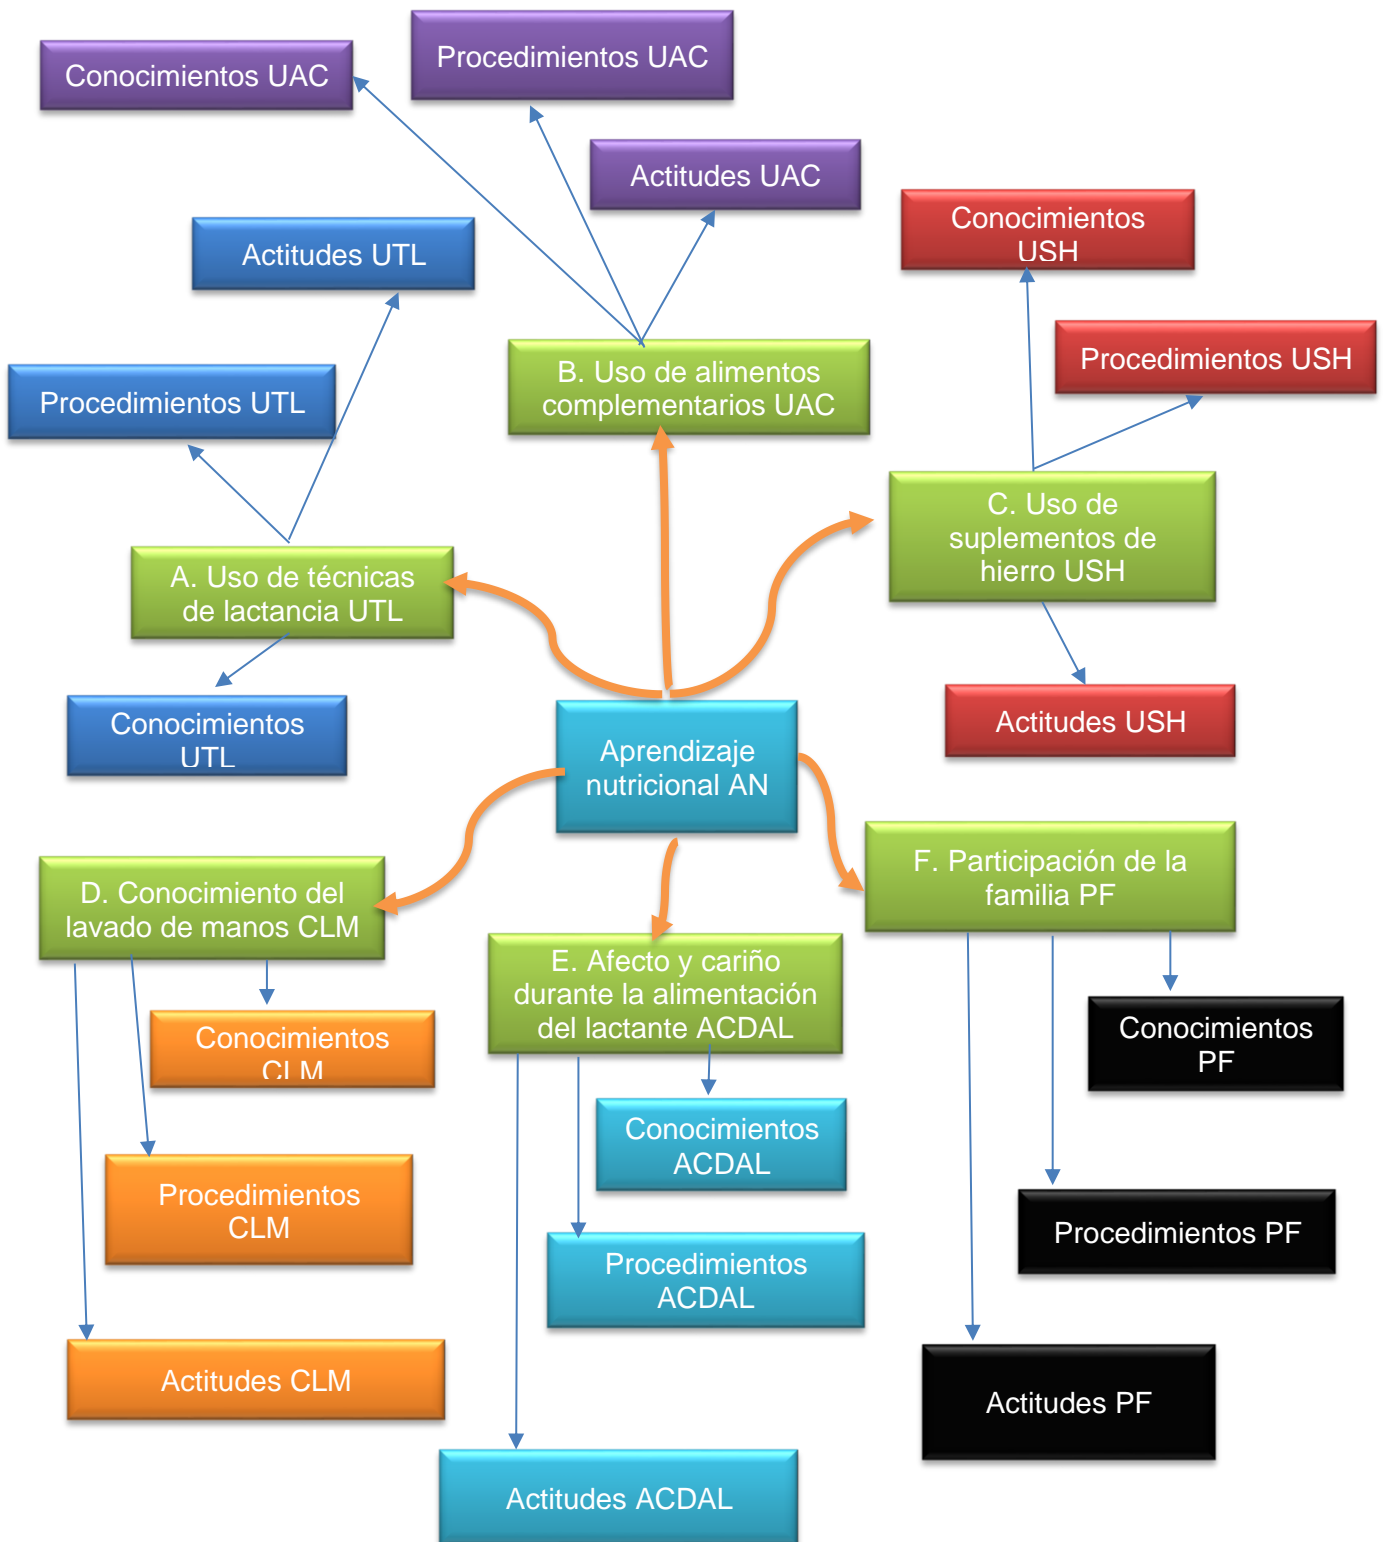 Procedimientos UAC
Conocimientos UAC
Actitudes UAC
Conocimientos
USH
Actitudes UTL
Procedimientos USH
B. Uso de alimentos
complementarios UAC
Procedimientos UTL
C. Uso de
suplementos de
hierro USH
A. Uso de técnicas
de lactancia UTL
Conocimientos
UTL
Actitudes USH
Aprendizaje
nutricional AN
D. Conocimiento del
lavado de manos CLM
F. Participación de la
familia PF
E. Afecto y cariño
durante la alimentación
del lactante ACDAL
Conocimientos
CLM
Conocimientos
PF
Conocimientos
ACDAL
Procedimientos
CLM
Procedimientos PF
Procedimientos
ACDAL
Actitudes CLM
Actitudes PF
Actitudes ACDAL